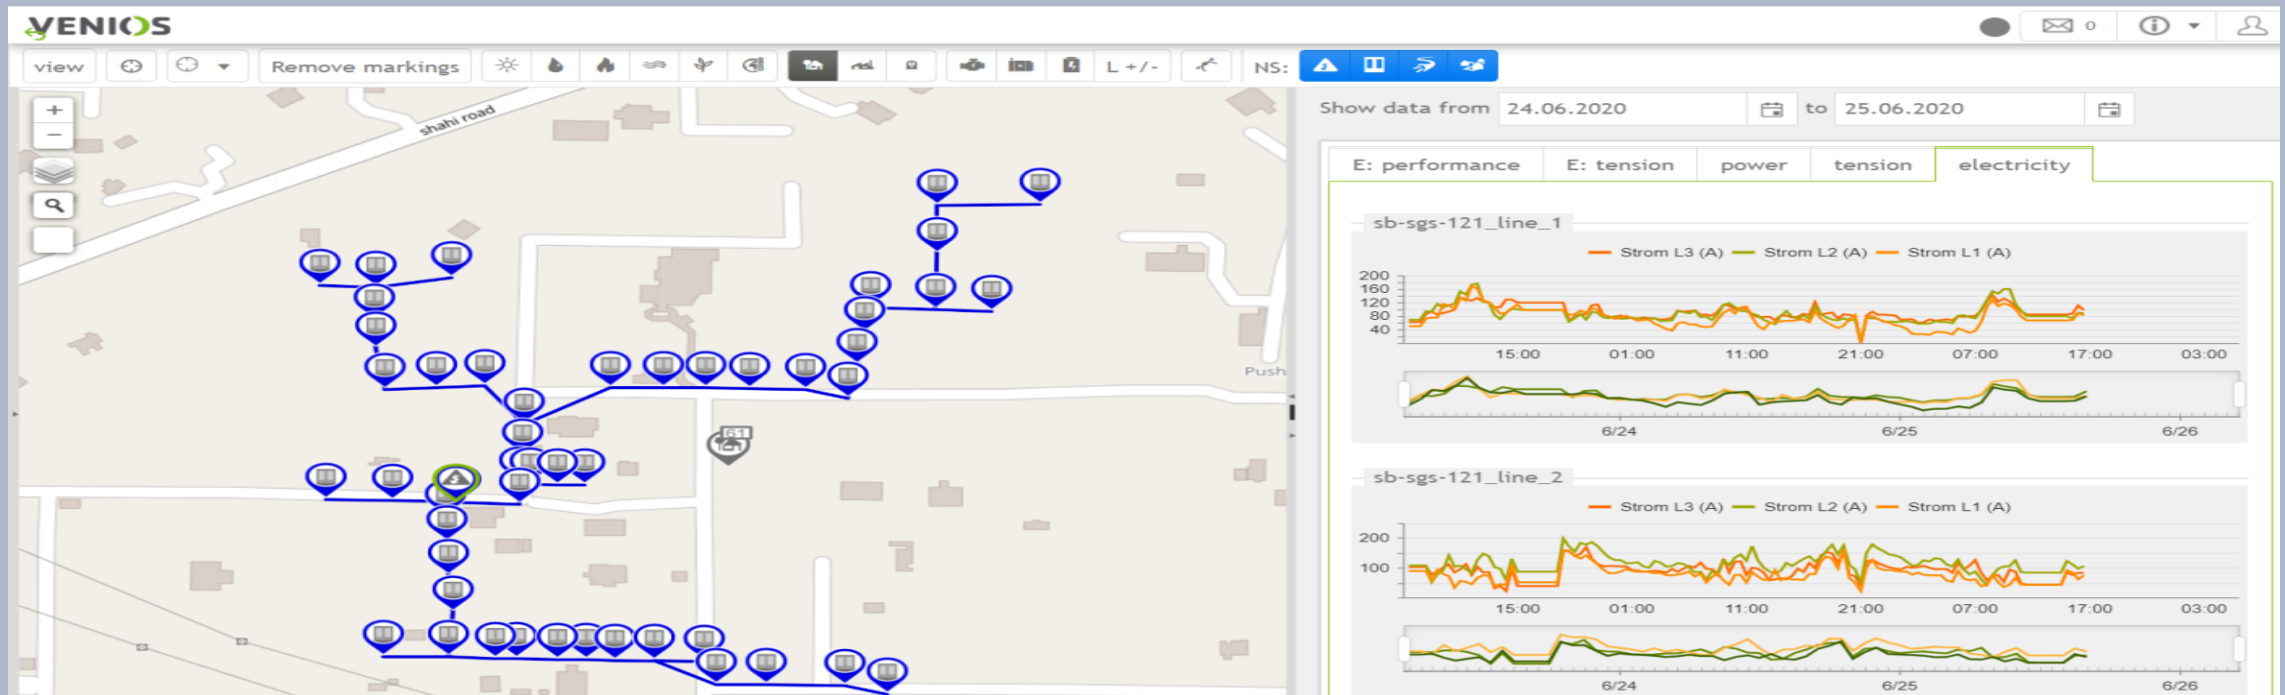 VENIOS
0
view
Remove markings
L +/-
NS:
shahi road
Push
61
Show data from 24.06.2020 to 25.06.2020
E: performance E: tension power tension electricity
sb-sgs-121_line_1
Strom L3 (A) Strom L2 (A) Strom L1 (A)
200
160
120
80
40
15:00 01:00 11:00 21:00 07:00 17:00 03:00
6/24 6/25 6/26
sb-sgs-121_line_2
Strom L3 (A) Strom L2 (A) Strom L1 (A)
200
100
15:00 01:00 11:00 21:00 07:00 17:00 03:00
6/24 6/25 6/26